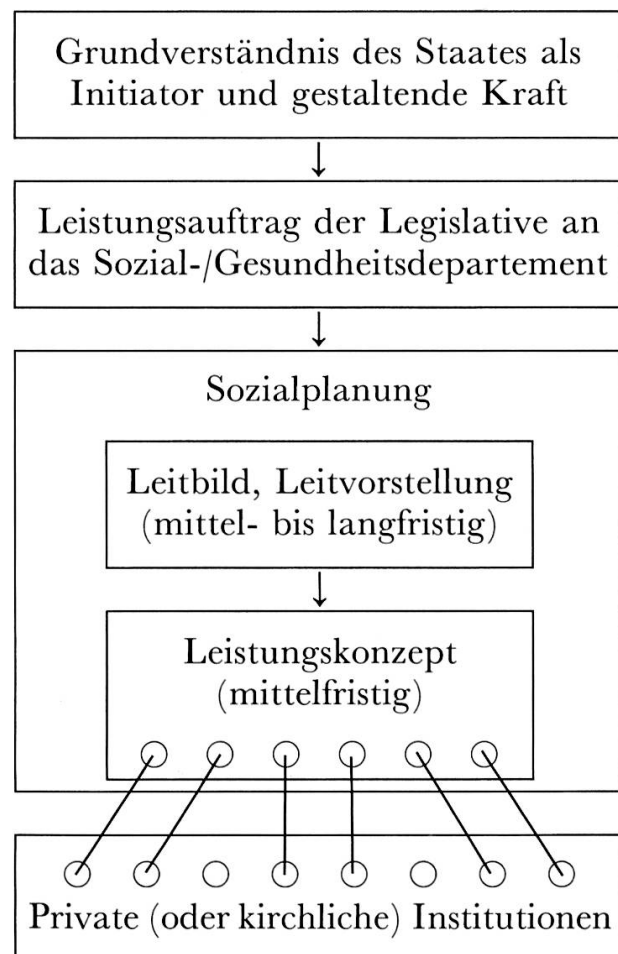 Grundverständnis des Staates als
Initiator und gestaltende Kraft
Leistungsauftrag der Legislative an
das Sozial-/Gesundheitsdepartement
Sozialplanung
Leitbild, Leitvorstellung
(mittel- bis langfristig)
Leistungskonzept
(mittelfristig)
Private (oder kirchliche) Institutionen